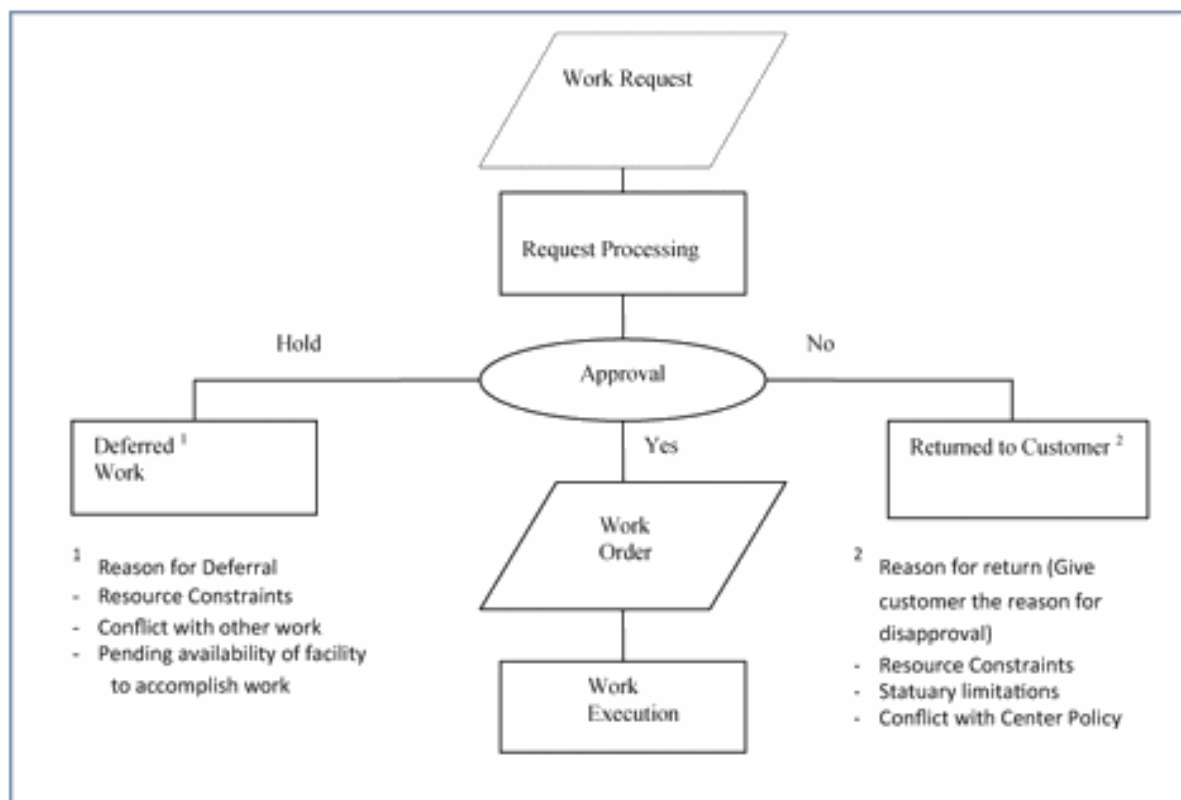 Work Request
Request Processing
Hold
No
Approval
Deferred 1
Work
Yes
Returned to Customer 2
Work
Order
1 Reason for Deferral
- Resource Constraints
- Conflict with other work
- Pending availability of facility
to accomplish work
2 Reason for return (Give
customer the reason for
disapproval)
- Resource Constraints
- Statuary limitations
- Conflict with Center Policy
Work
Execution